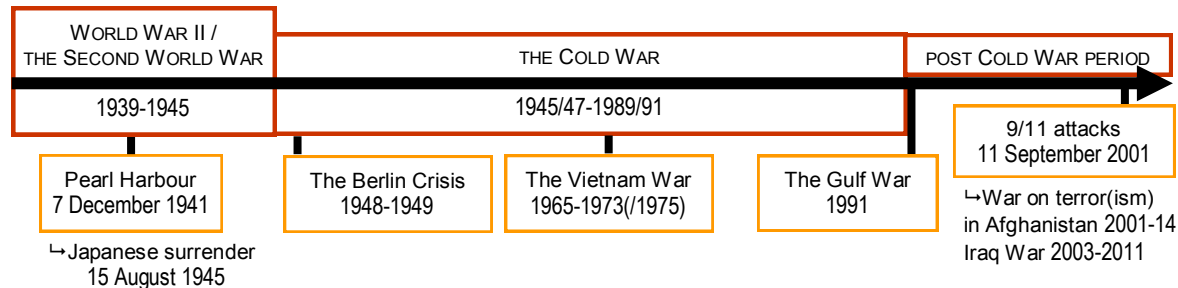 WORLD WAR II /
THE SECOND WORLD WAR
THE COLD WAR
POST COLD WAR PERIOD
1939-1945
1945/47-1989/91
Pearl Harbour
7 December 1941
↪Japanese surrender
15 August 1945
The Berlin Crisis
1948-1949
The Vietnam War
1965-1973(/1975)
The Gulf War
1991
9/11 attacks
11 September 2001
↪War on terror(ism)
in Afghanistan 2001-14
Iraq War 2003-2011